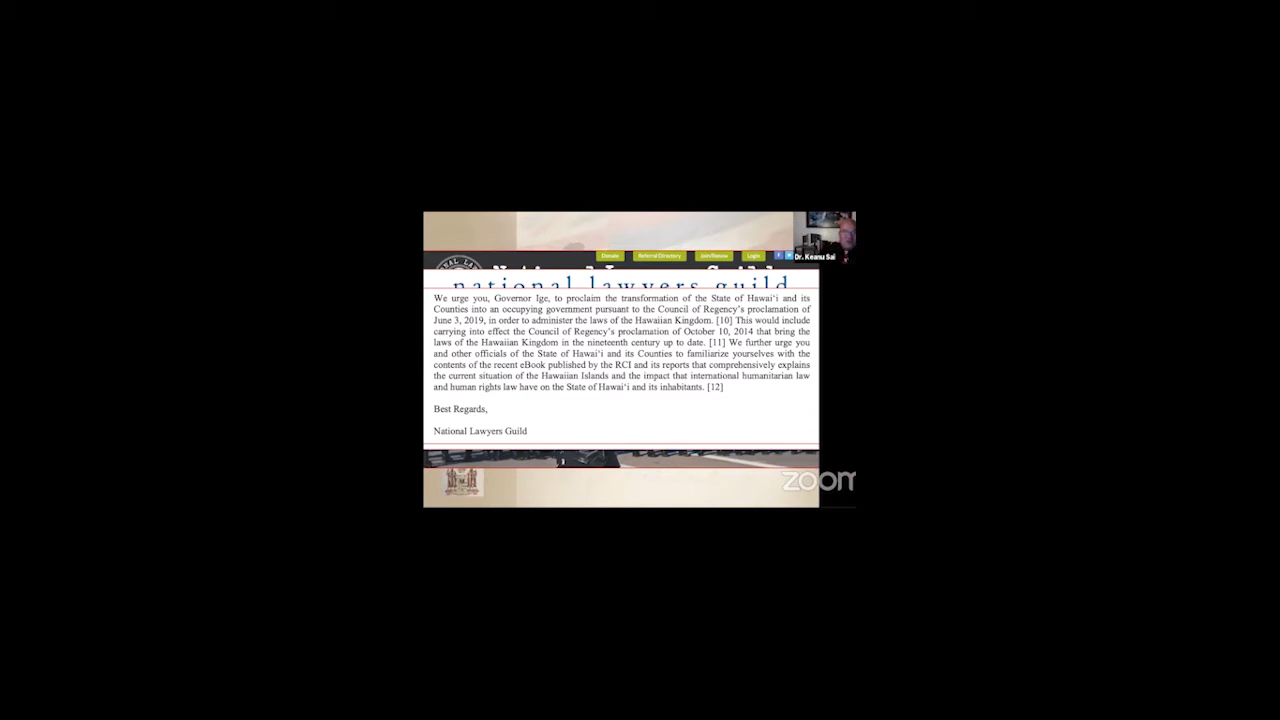 Donate Referral Directory Join/Renew Login
Dr. Keanu Sai
national lawyers guild
We urge you, Governor Ige, to proclaim the transformation of the State of Hawai‘i and its
Counties into an occupying government pursuant to the Council of Regency’s proclamation of
June 3, 2019, in order to administer the laws of the Hawaiian Kingdom. [10] This would include
carrying into effect the Council of Regency’s proclamation of October 10, 2014 that bring the
laws of the Hawaiian Kingdom in the nineteenth century up to date. [11] We further urge you
and other officials of the State of Hawai‘i and its Counties to familiarize yourselves with the
contents of the recent eBook published by the RCI and its reports that comprehensively explains
the current situation of the Hawaiian Islands and the impact that international humanitarian law
and human rights law have on the State of Hawai‘i and its inhabitants. [12]
Best Regards,
National Lawyers Guild
zoom